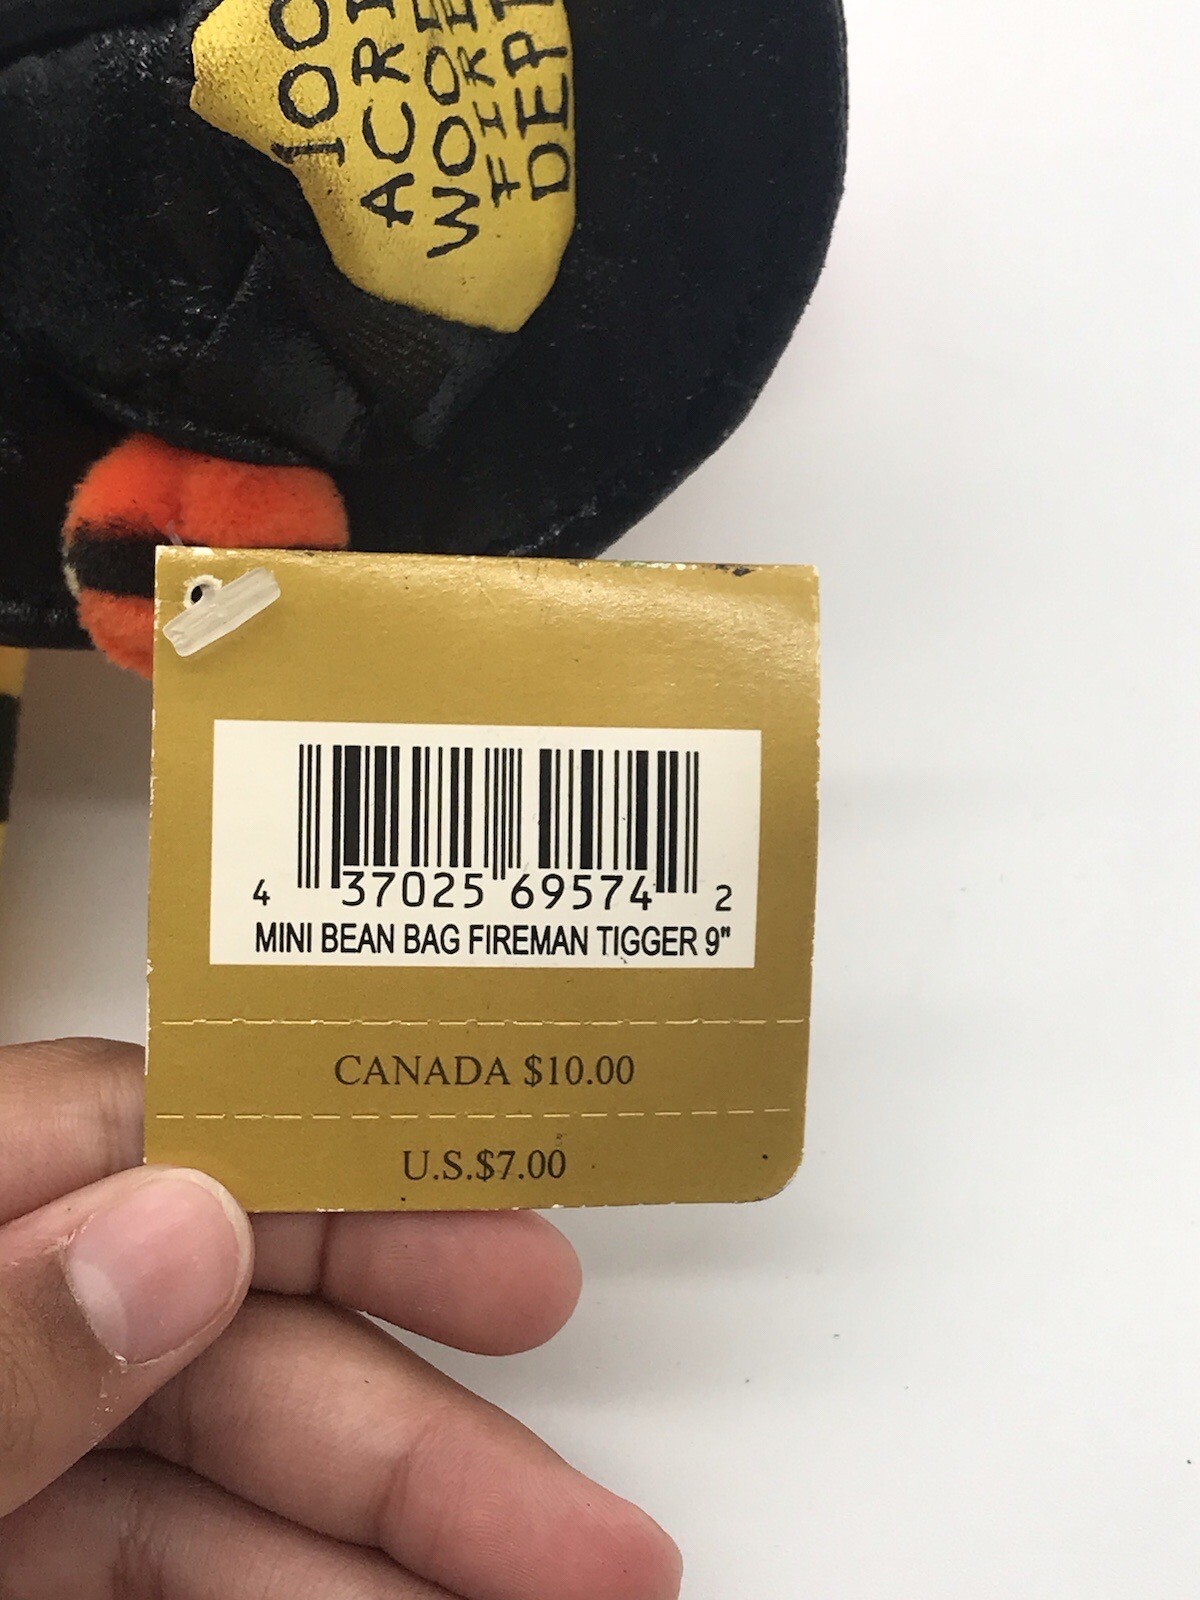 100
ACRE
WOOD
FIRE
DEPT
4 37025 69574 2
MINI BEAN BAG FIREMAN TIGGER 9"
CANADA $10.00
U.S.$7.00